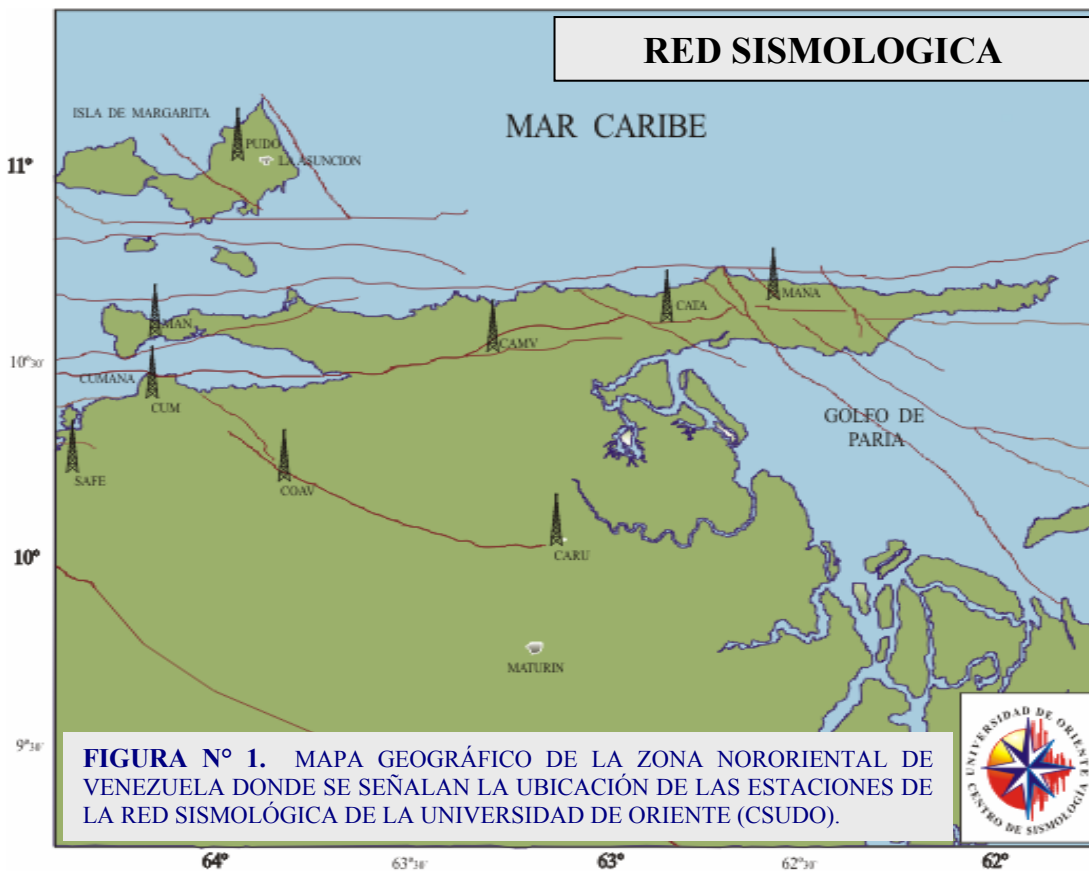 RED SISMOLOGICA
ISLA DE MARGARITA
MAR CARIBE
PUDO
LA ASUNCION
11°
MANA
CATA
MAN
CAMV
10°30'
CUMANA
CUM
GOLFO DE
PARIA
SAFE
COAV
10°
CARU
MATURIN
9°30'
FIGURA N° 1. MAPA GEOGRÁFICO DE LA ZONA NORORIENTAL DE
VENEZUELA DONDE SE SEÑALAN LA UBICACIÓN DE LAS ESTACIONES DE
LA RED SISMOLÓGICA DE LA UNIVERSIDAD DE ORIENTE (CSUDO).
UNIVERSIDAD DE ORIENTE
CENTRO DE SISMOLOGÍA
64° 63°30' 63° 62°30' 62°